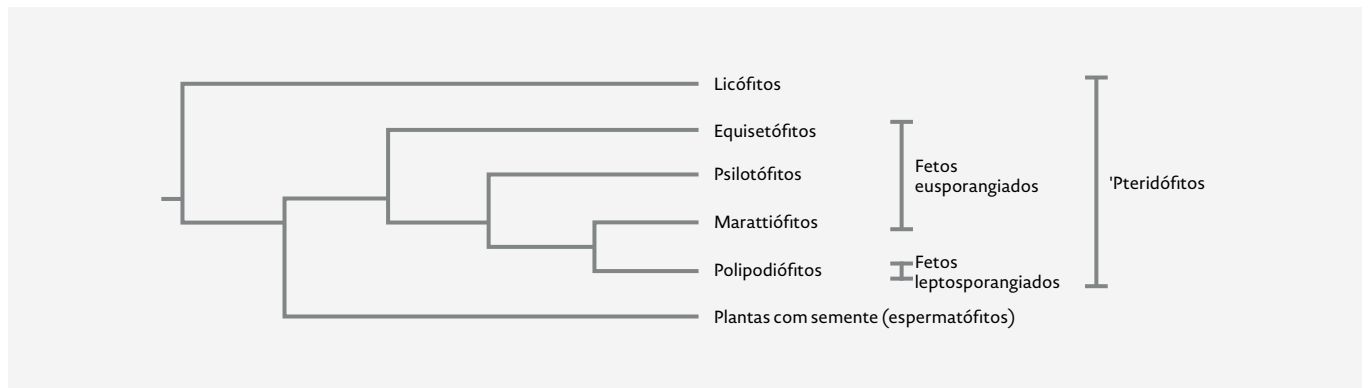 Licófitos
Equisetófitos
Psilotófitos
Marattiófitos
Polipodiófitos
Plantas com semente (espermatófitos)
Fetos
eusporangiados
Fetos
leptosporangiados
'Pteridófitos